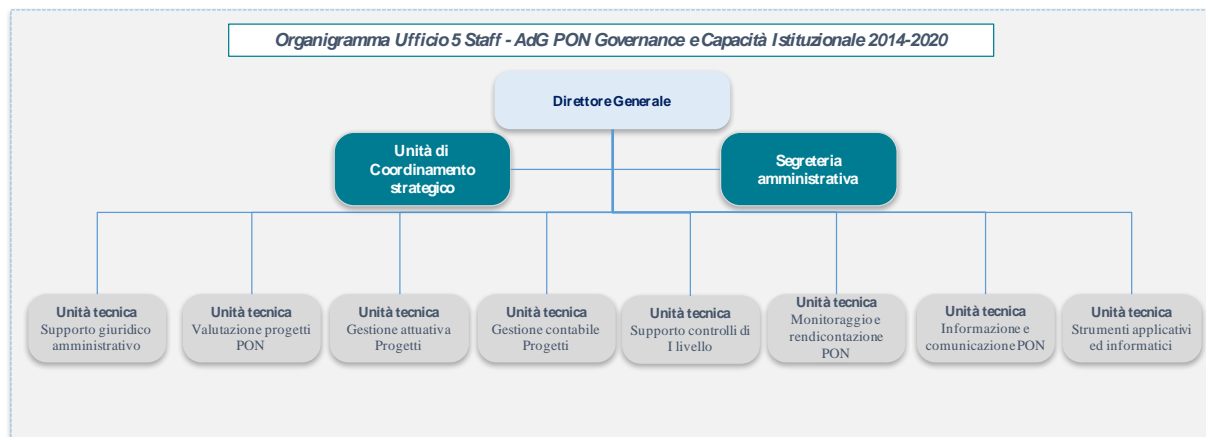 Organigramma Ufficio 5 Staff - AdG PON Governance e Capacità Istituzionale 2014-2020
Direttore Generale
Unità di
Coordinamento
strategico
Segreteria
amministrativa
Unità tecnica
Supporto giuridico
amministrativo
Unità tecnica
Valutazione progetti
PON
Unità tecnica
Gestione attuativa
Progetti
Unità tecnica
Gestione contabile
Progetti
Unità tecnica
Supporto controlli di
I livello
Unità tecnica
Monitoraggio e
rendicontazione
PON
Unità tecnica
Informazione e
comunicazione PON
Unità tecnica
Strumenti applicativi
ed informatici